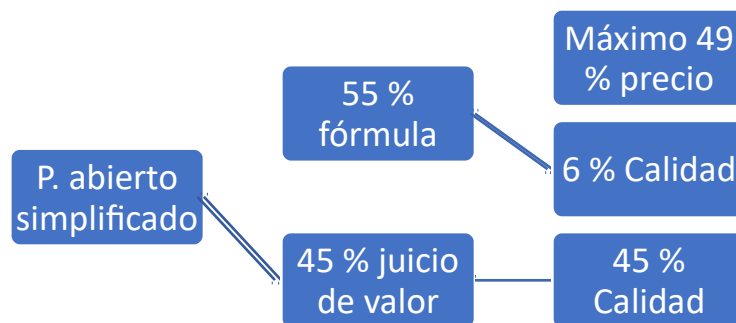 P. abierto
simplificado
55 %
fórmula
Máximo 49
% precio
6 % Calidad
45 % juicio
de valor
45 %
Calidad